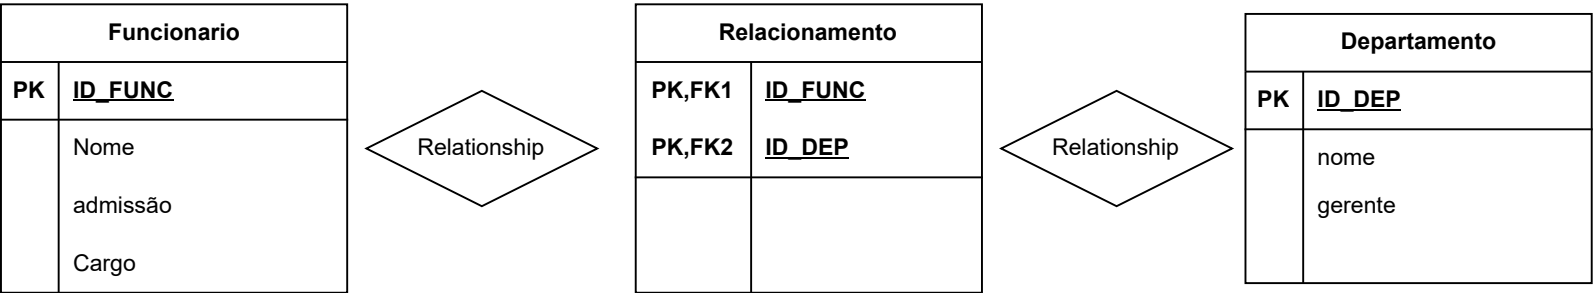 Funcionario
PK ID_FUNC
Nome
admissão
Cargo
Relationship
Relacionamento
PK,FK1 ID_FUNC
PK,FK2 ID_DEP
Relationship
Departamento
PK ID_DEP
nome
gerente